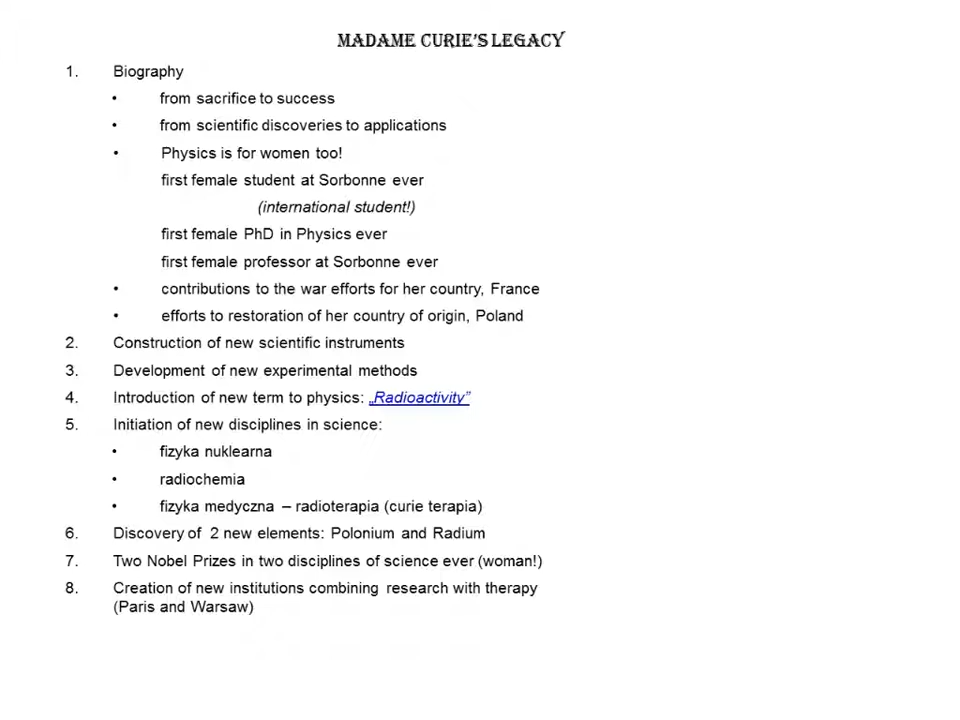 MADAME CURIE'S LEGACY
1. Biography
• from sacrifice to success
• from scientific discoveries to applications
• Physics is for women too!
first female student at Sorbonne ever
(international student!)
first female PhD in Physics ever
first female professor at Sorbonne ever
• contributions to the war efforts for her country, France
• efforts to restoration of her country of origin, Poland
2. Construction of new scientific instruments
3. Development of new experimental methods
4. Introduction of new term to physics: „Radioactivity”
5. Initiation of new disciplines in science:
• fizyka nuklearna
• radiochemia
• fizyka medyczna – radioterapia (curie terapia)
6. Discovery of 2 new elements: Polonium and Radium
7. Two Nobel Prizes in two disciplines of science ever (woman!)
8. Creation of new institutions combining research with therapy
(Paris and Warsaw)